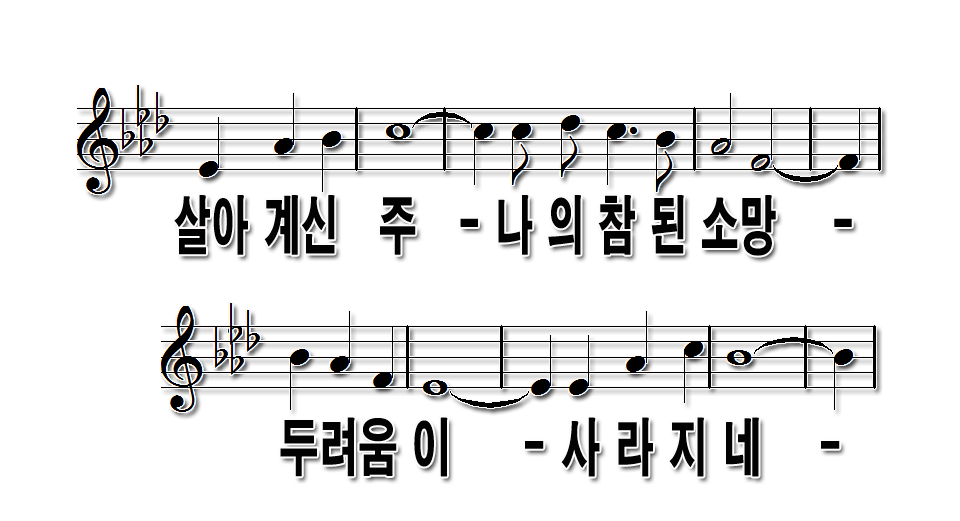 살아 계신 주 - 나 의 참 된 소망 -
두려움 이 - 사 라 지 네 -